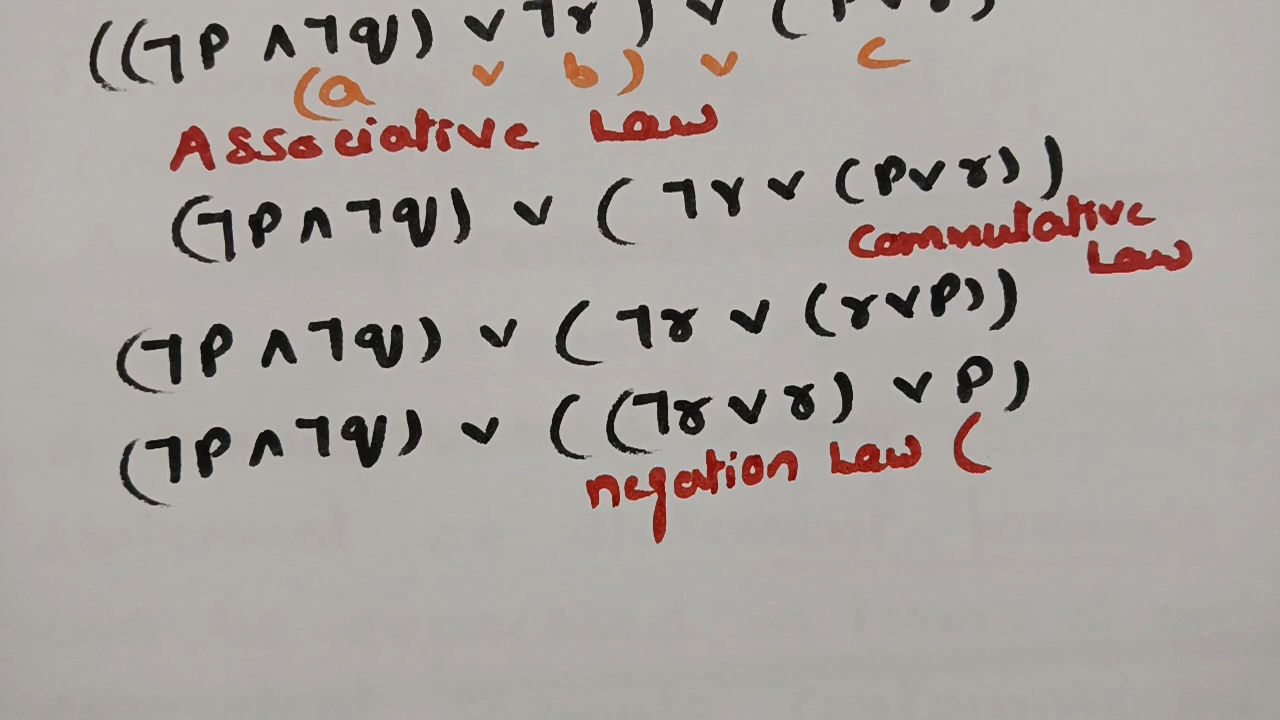 ((¬p ∧ ¬q) ∨ ¬r) ∨ (p ∨ r)
(a ∨ b) ∨ c
Associative Law
(¬p ∧ ¬q) ∨ (¬r ∨ (p ∨ r))
Commutative
Law
(¬p ∧ ¬q) ∨ (¬r ∨ (r ∨ p))
(¬p ∧ ¬q) ∨ ((¬r ∨ r) ∨ p)
negation Law (